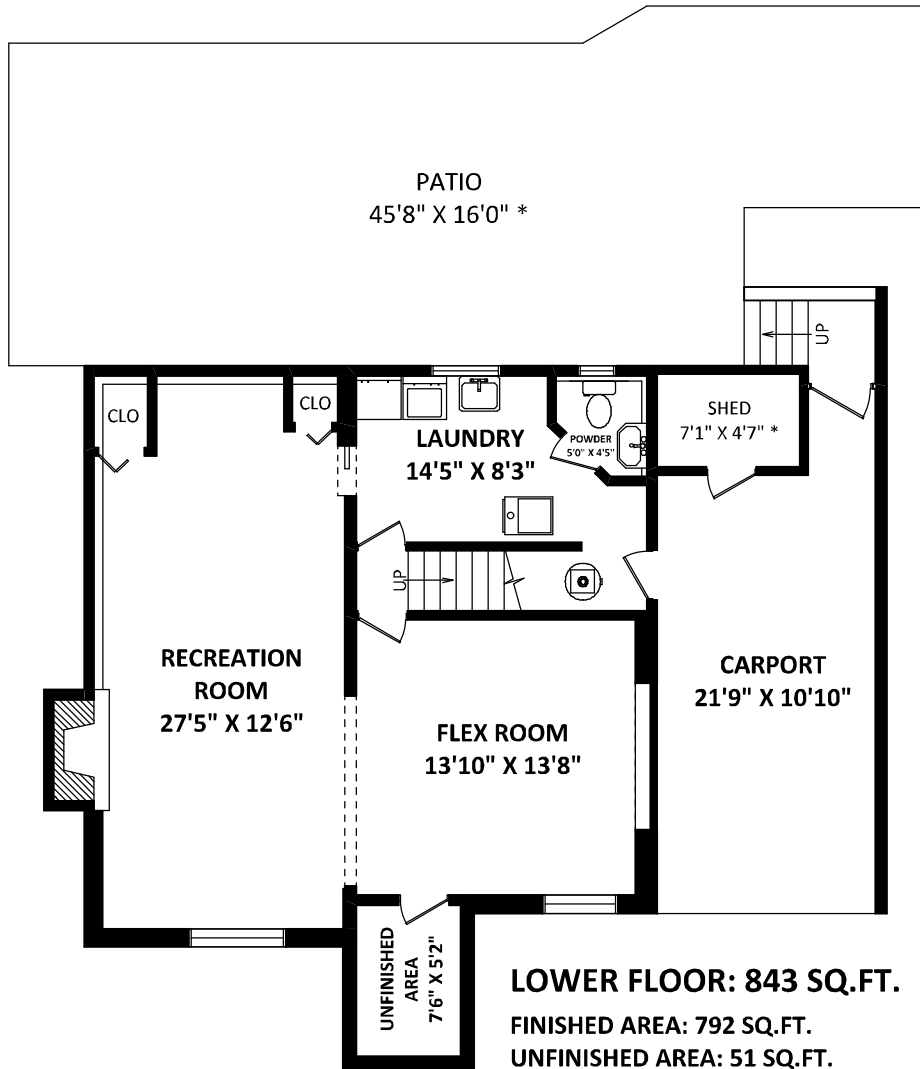 PATIO
45'8" X 16'0" *
UP
CLO
CLO
SHED
7'1" X 4'7" *
LAUNDRY
14'5" X 8'3"
POWDER
5'0" X 4'5"
UP
RECREATION
ROOM
27'5" X 12'6"
CARPORT
21'9" X 10'10"
FLEX ROOM
13'10" X 13'8"
UNFINISHED
AREA
7'6" X 5'2"
LOWER FLOOR: 843 SQ.FT.
FINISHED AREA: 792 SQ.FT.
UNFINISHED AREA: 51 SQ.FT.